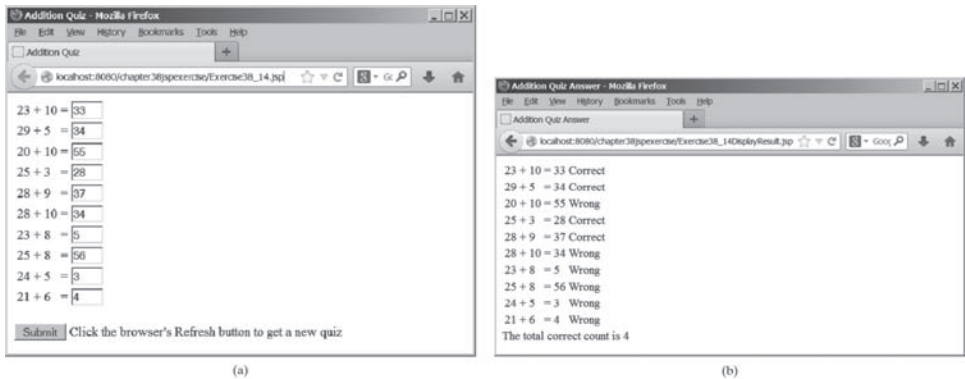 Addition Quiz - Mozilla Firefox
File Edit View History Bookmarks Tools Help
Addition Quiz
localhost:8080/chapter38jspexercise/Exercise38_14.jsp
23 + 10 = 33
29 + 5 = 34
20 + 10 = 55
25 + 3 = 28
28 + 9 = 37
28 + 10 = 34
23 + 8 = 5
25 + 8 = 56
24 + 5 = 3
21 + 6 = 4
Submit Click the browser's Refresh button to get a new quiz
(a)
Addition Quiz Answer - Mozilla Firefox
File Edit View History Bookmarks Tools Help
Addition Quiz Answer
localhost:8080/chapter38jspexercise/Exercise38_14DisplayResult.jsp
23 + 10 = 33 Correct
29 + 5 = 34 Correct
20 + 10 = 55 Wrong
25 + 3 = 28 Correct
28 + 9 = 37 Correct
28 + 10 = 34 Wrong
23 + 8 = 5 Wrong
25 + 8 = 56 Wrong
24 + 5 = 3 Wrong
21 + 6 = 4 Wrong
The total correct count is 4
(b)